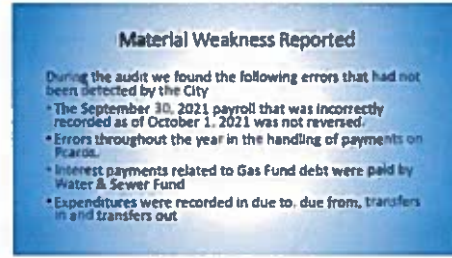 Material Weakness Reported
During the audit we found the following errors that had not
been detected by the City
• The September 30, 2021 payroll that was incorrectly
recorded as of October 1, 2021 was not reversed.
• Errors throughout the year in the handling of payments on
Pcards.
• Interest payments related to Gas Fund debt were paid by
Water & Sewer Fund
• Expenditures were recorded in due to, due from, transfers
in and transfers out